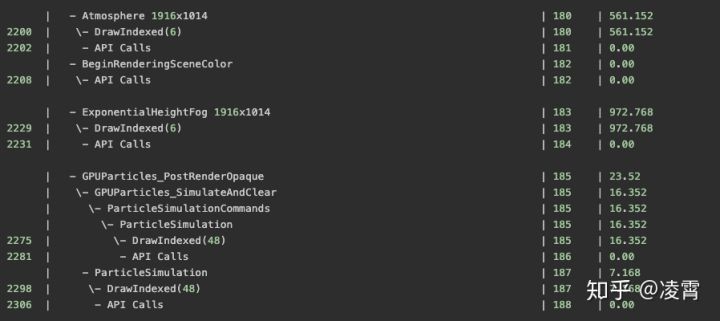 | - Atmosphere 1916x1014 | 180 | 561.152
2200 | \- DrawIndexed(6) | 180 | 561.152
2202 | - API Calls | 181 | 0.00
| - BeginRenderingSceneColor | 182 | 0.00
2208 | \- API Calls | 182 | 0.00
| - ExponentialHeightFog 1916x1014 | 183 | 972.768
2229 | \- DrawIndexed(6) | 183 | 972.768
2231 | - API Calls | 184 | 0.00
| - GPUParticles_PostRenderOpaque | 185 | 23.52
| \- GPUParticles_SimulateAndClear | 185 | 16.352
| \- ParticleSimulationCommands | 185 | 16.352
| \- ParticleSimulation | 185 | 16.352
2275 | \- DrawIndexed(48) | 185 | 16.352
2281 | - API Calls | 186 | 0.00
| - ParticleSimulation | 187 | 7.168
2298 | \- DrawIndexed(48) | 187 | 7.168
2306 | - API Calls | 188 | 0.00
知乎 @凌霄